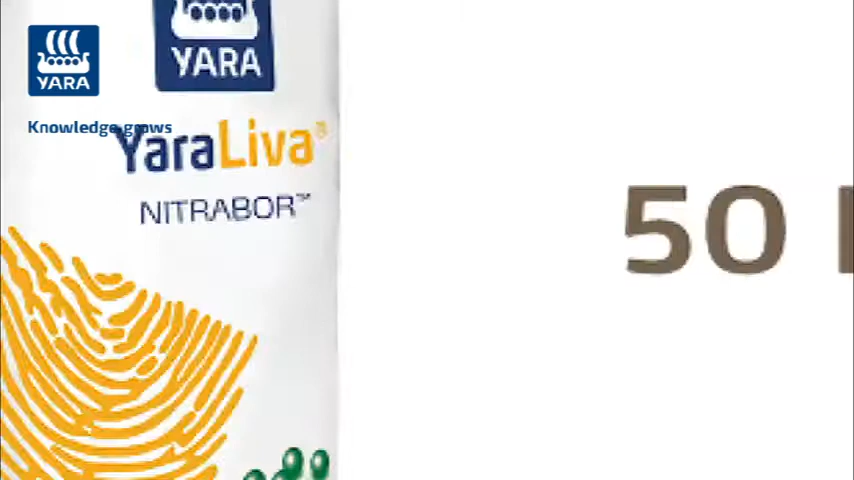 YARA
YARA
Knowledge grows
YaraLiva®
NITRABOR™
50